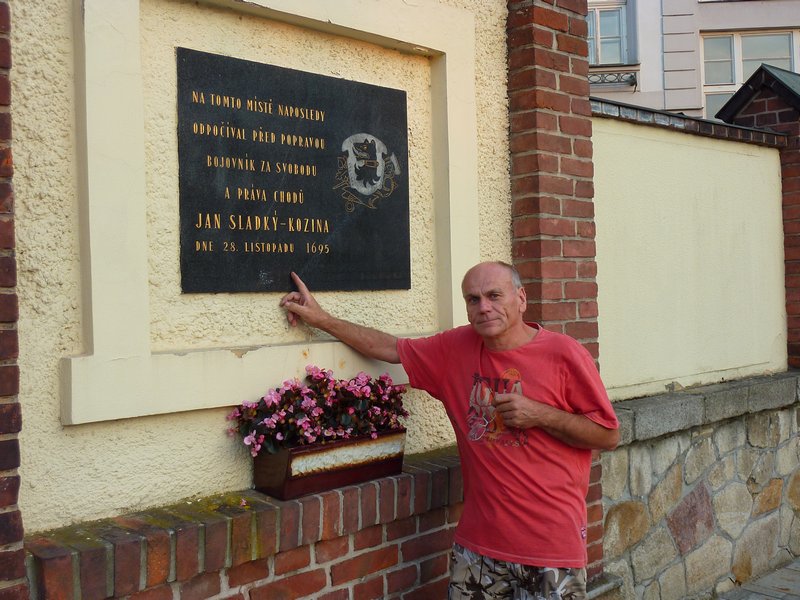 NA TOMTO MÍSTĚ NAPOSLEDY
ODPOČÍVAL PŘED POPRAVOU
BOJOVNÍK ZA SVOBODU
A PRÁVA CHODŮ
JAN SLADKÝ-KOZINA
DNE 28. LISTOPADU 1695